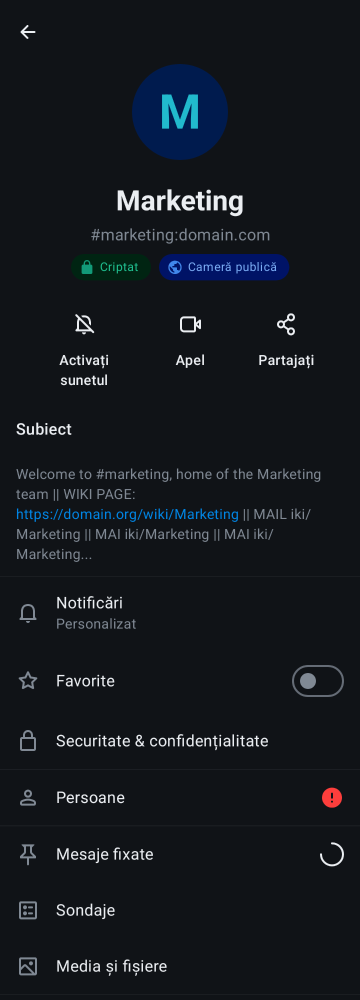 M
Marketing
#marketing:domain.com
Criptat
Cameră publică
Activați
sunetul
Apel
Partajați
Subiect
Welcome to #marketing, home of the Marketing
team || WIKI PAGE:
https://domain.org/wiki/Marketing || MAIL iki/
Marketing || MAI iki/Marketing || MAI iki/
Marketing...
Notificări
Personalizat
Favorite
Securitate & confidențialitate
Persoane
Mesaje fixate
Sondaje
Media și fișiere